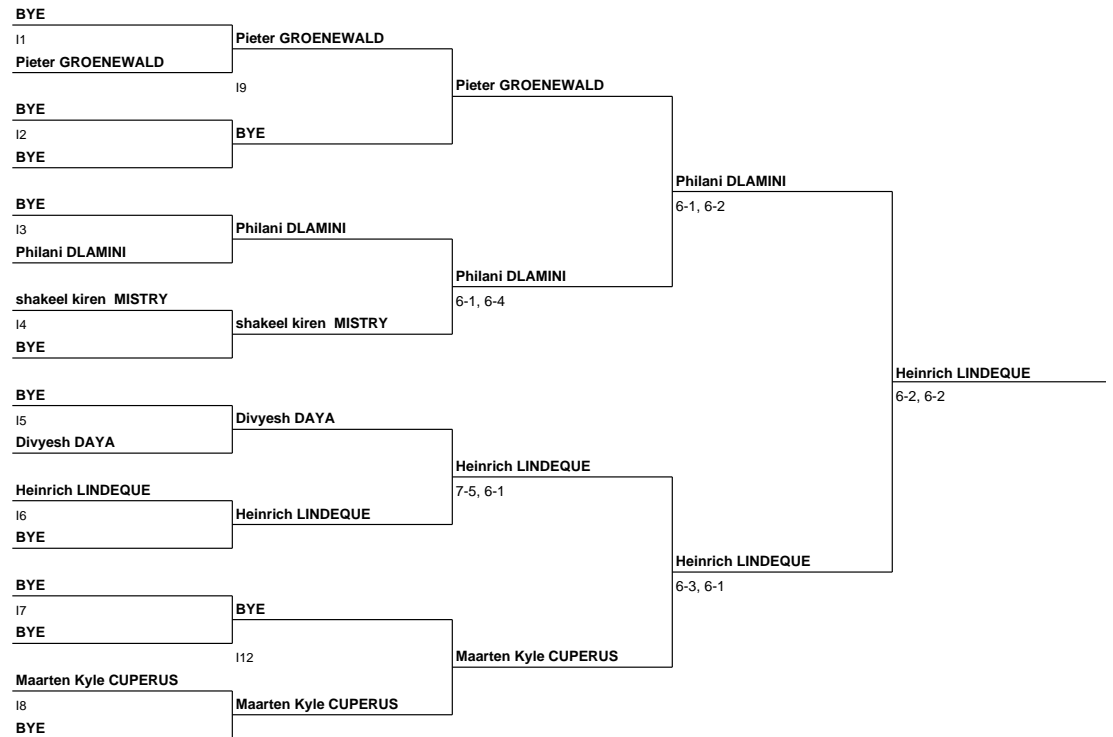 BYE
I1
Pieter GROENEWALD
BYE
I2
BYE
BYE
I3
Philani DLAMINI
shakeel kiren  MISTRY
I4
BYE
BYE
I5
Divyesh DAYA
Heinrich LINDEQUE
I6
BYE
BYE
I7
BYE
Maarten Kyle CUPERUS
I8
BYE
Pieter GROENEWALD
I9
BYE
Philani DLAMINI
shakeel kiren  MISTRY
Divyesh DAYA
Heinrich LINDEQUE
BYE
I12
Maarten Kyle CUPERUS
Pieter GROENEWALD
Philani DLAMINI
6-1, 6-4
Heinrich LINDEQUE
7-5, 6-1
Maarten Kyle CUPERUS
Philani DLAMINI
6-1, 6-2
Heinrich LINDEQUE
6-3, 6-1
Heinrich LINDEQUE
6-2, 6-2